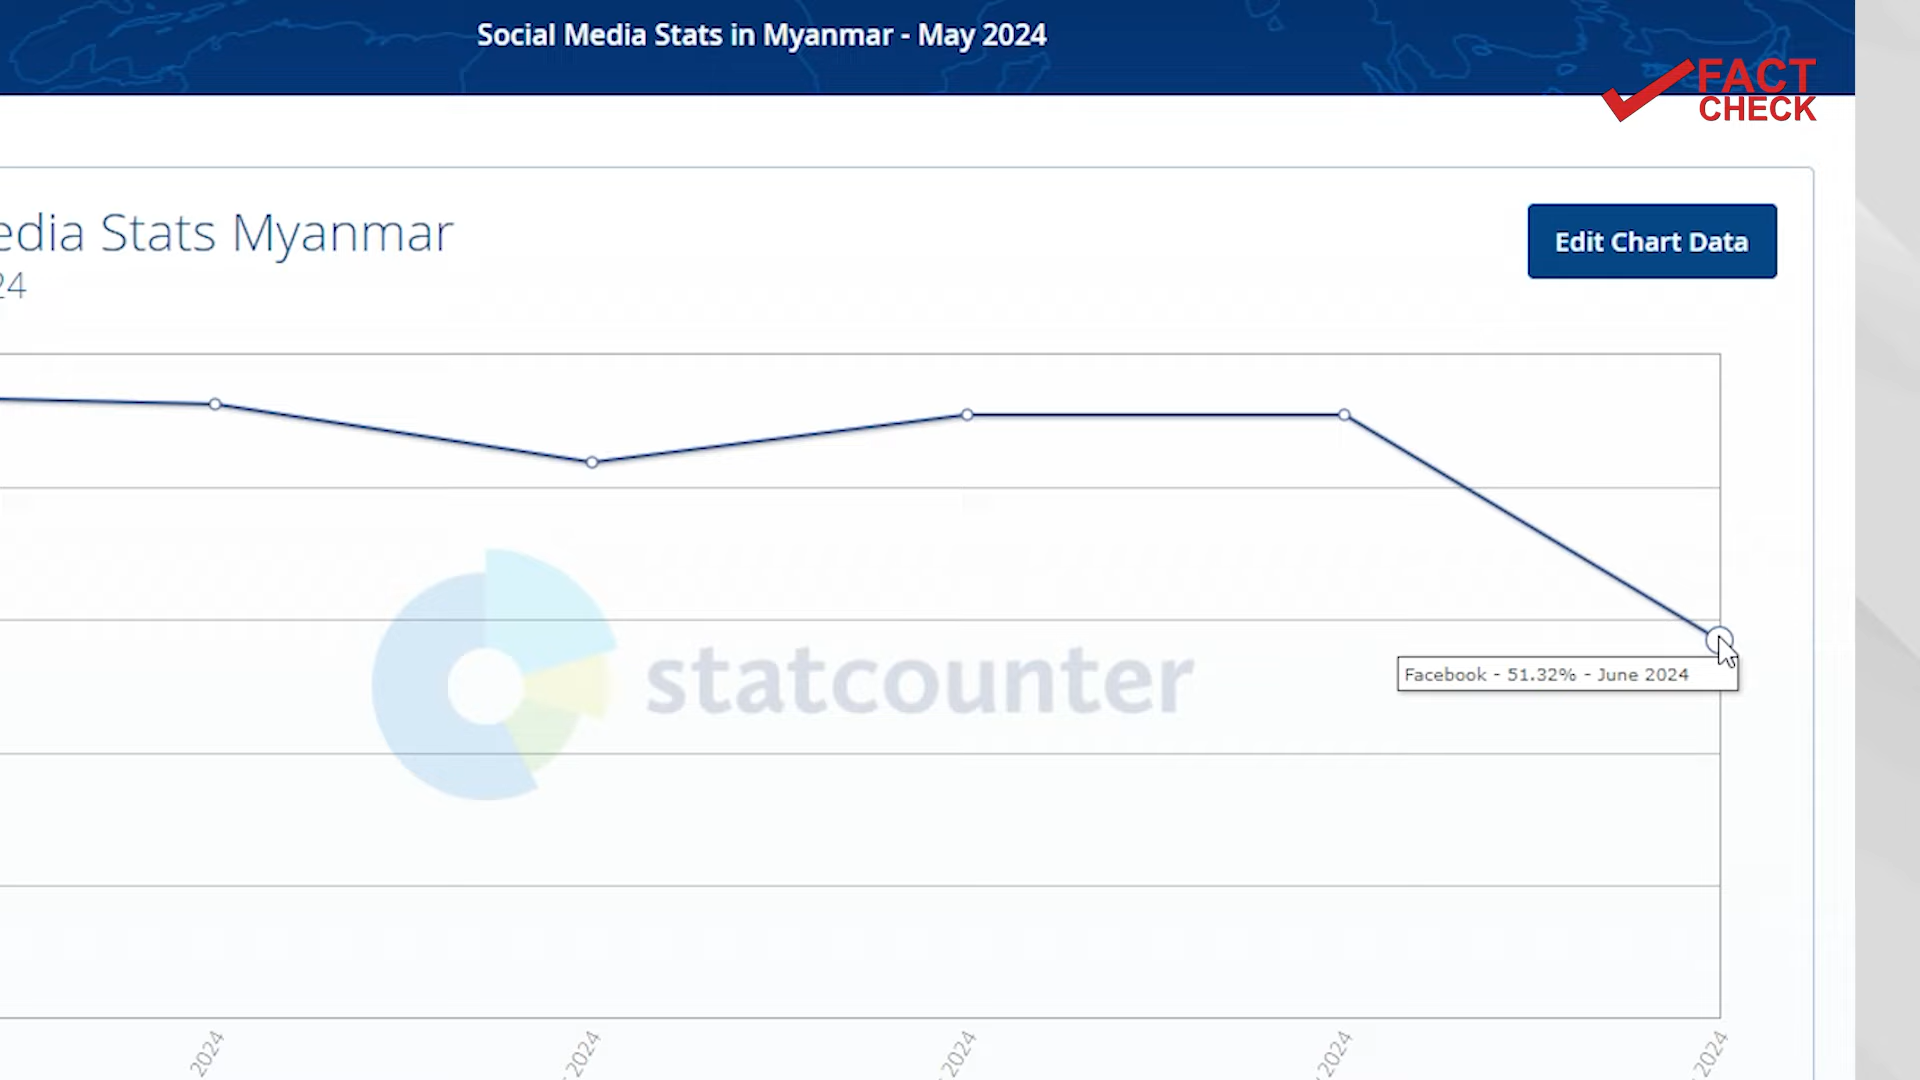 Social Media Stats in Myanmar - May 2024
FACT
CHECK
edia Stats Myanmar
24
Edit Chart Data
statcounter
Facebook - 51.32% - June 2024
2024
2024
2024
2024
2024